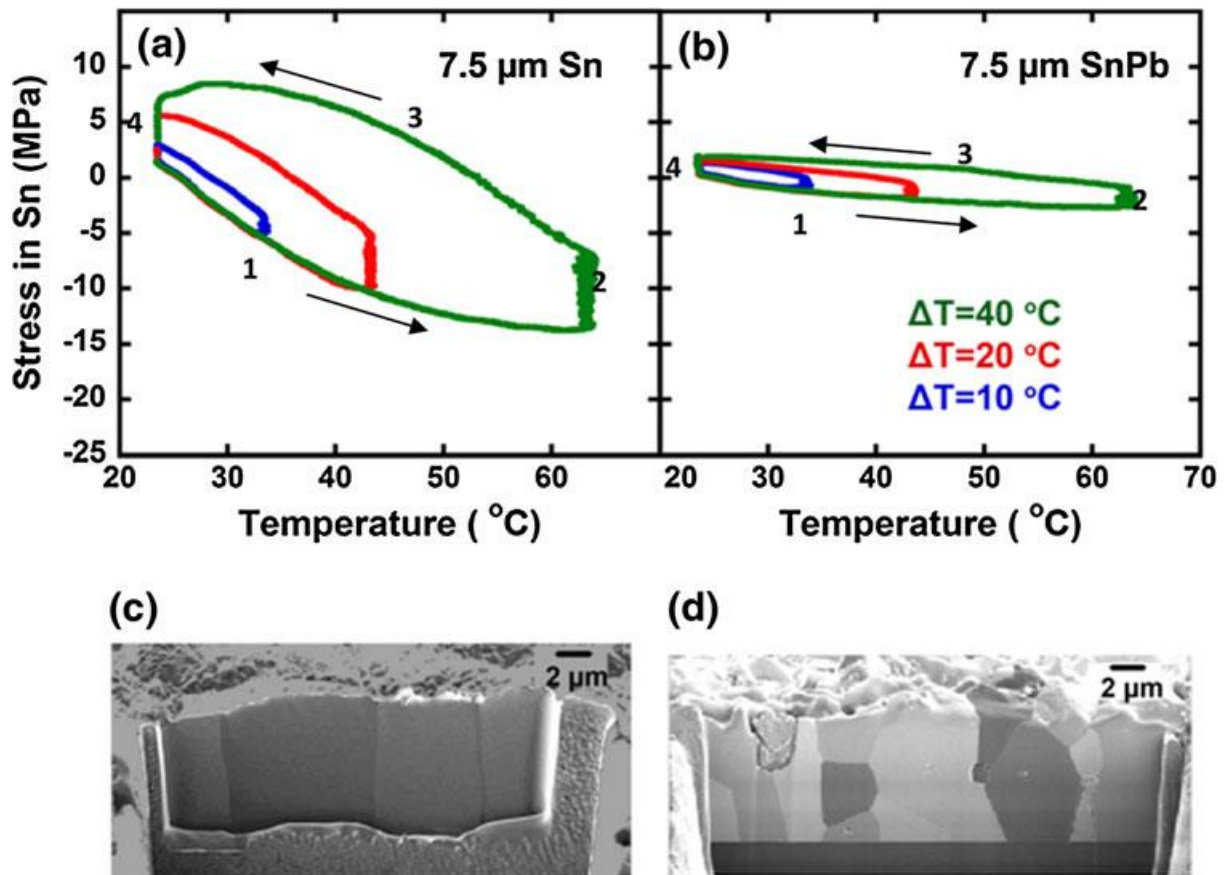 (a)
7.5 µm Sn
(b)
7.5 µm SnPb
Stress in Sn (MPa)
10
5
0
-5
-10
-15
-20
-25
4
3
1
2
4
3
1
2
ΔT=40 °C
ΔT=20 °C
ΔT=10 °C
20 30 40 50 60
20 30 40 50 60 70
Temperature ( °C)
Temperature ( °C)
(c)
2 µm
(d)
2 µm